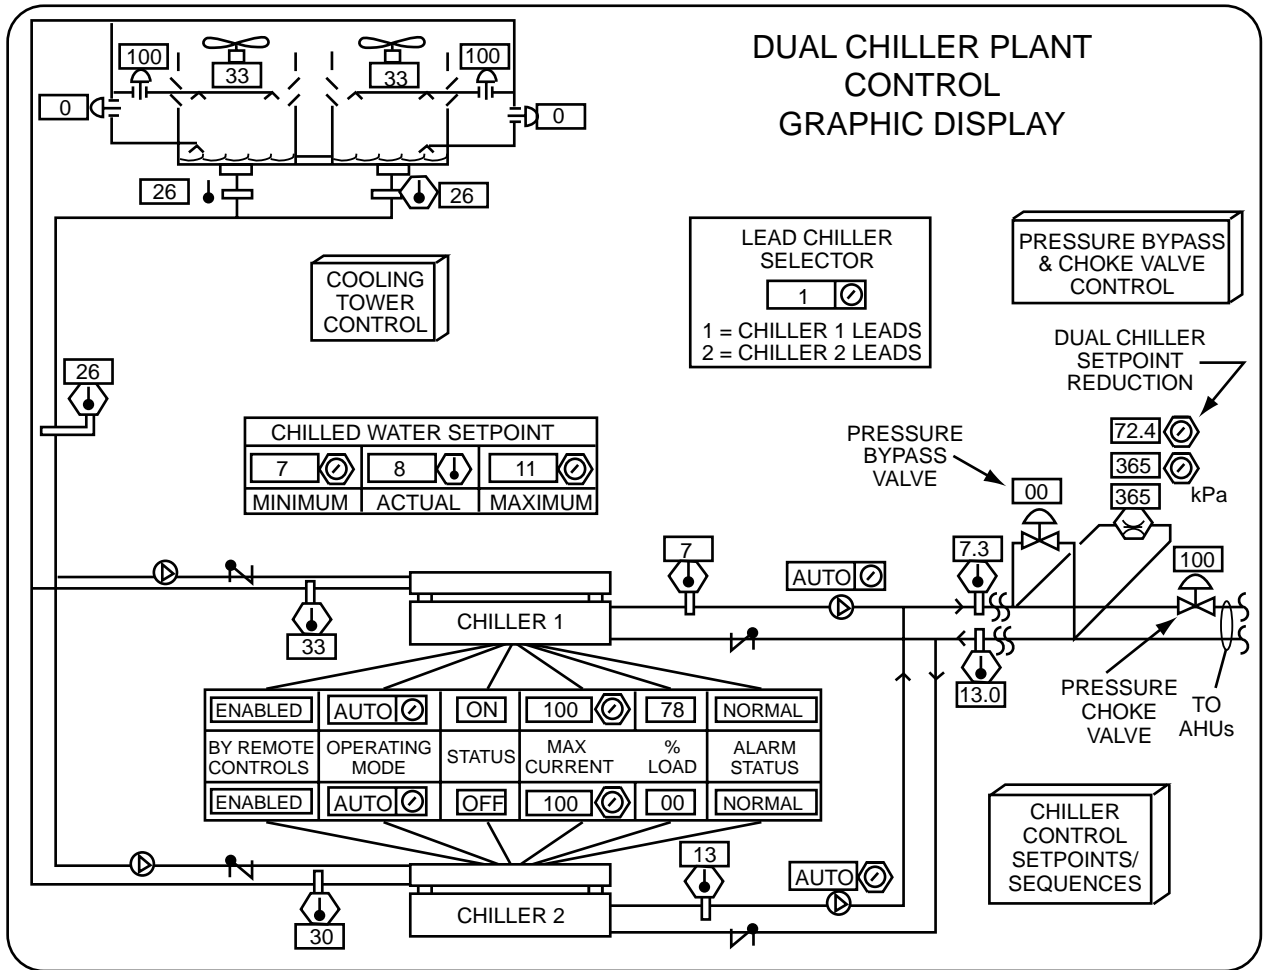 DUAL CHILLER PLANT
CONTROL
GRAPHIC DISPLAY
100
33
33
100
0
0
26
26
COOLING
TOWER
CONTROL
LEAD CHILLER
SELECTOR
1
1 = CHILLER 1 LEADS
2 = CHILLER 2 LEADS
PRESSURE BYPASS
& CHOKE VALVE
CONTROL
DUAL CHILLER
SETPOINT
REDUCTION
26
CHILLED WATER SETPOINT
7
8
11
MINIMUM
ACTUAL
MAXIMUM
PRESSURE
BYPASS
VALVE
72.4
365
kPa
365
00
7
AUTO
7.3
100
CHILLER 1
33
13.0
PRESSURE
CHOKE
VALVE
TO
AHUs
ENABLED
AUTO
ON
100
78
NORMAL
BY REMOTE
CONTROLS
OPERATING
MODE
STATUS
MAX
CURRENT
%
LOAD
ALARM
STATUS
ENABLED
AUTO
OFF
100
00
NORMAL
CHILLER
CONTROL
SETPOINTS/
SEQUENCES
13
AUTO
CHILLER 2
30